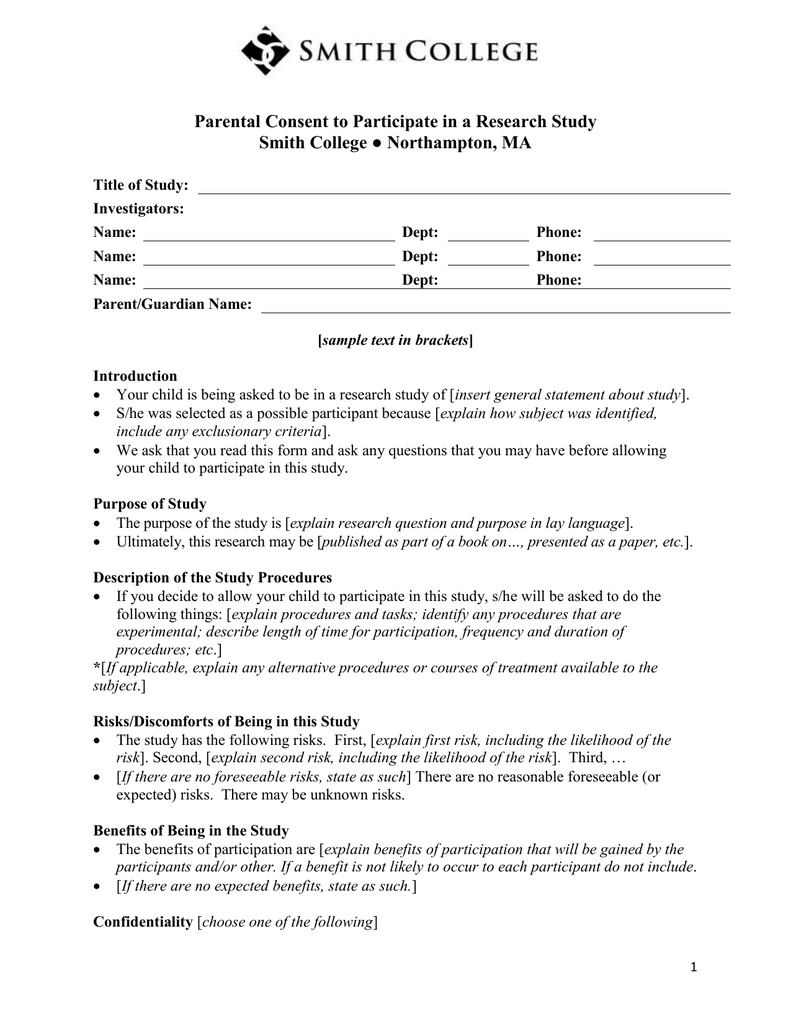 SMITH COLLEGE
Parental Consent to Participate in a Research Study
Smith College ● Northampton, MA
Title of Study:
Investigators:
Name: Dept: Phone:
Name: Dept: Phone:
Name: Dept: Phone:
Parent/Guardian Name:
[sample text in brackets]
Introduction
• Your child is being asked to be in a research study of [insert general statement about study].
• S/he was selected as a possible participant because [explain how subject was identified,
include any exclusionary criteria].
• We ask that you read this form and ask any questions that you may have before allowing
your child to participate in this study.
Purpose of Study
• The purpose of the study is [explain research question and purpose in lay language].
• Ultimately, this research may be [published as part of a book on…, presented as a paper, etc.].
Description of the Study Procedures
• If you decide to allow your child to participate in this study, s/he will be asked to do the
following things: [explain procedures and tasks; identify any procedures that are
experimental; describe length of time for participation, frequency and duration of
procedures; etc.]
*[If applicable, explain any alternative procedures or courses of treatment available to the
subject.]
Risks/Discomforts of Being in this Study
• The study has the following risks. First, [explain first risk, including the likelihood of the
risk]. Second, [explain second risk, including the likelihood of the risk]. Third, …
• [If there are no foreseeable risks, state as such] There are no reasonable foreseeable (or
expected) risks. There may be unknown risks.
Benefits of Being in the Study
• The benefits of participation are [explain benefits of participation that will be gained by the
participants and/or other. If a benefit is not likely to occur to each participant do not include.
• [If there are no expected benefits, state as such.]
Confidentiality [choose one of the following]
1